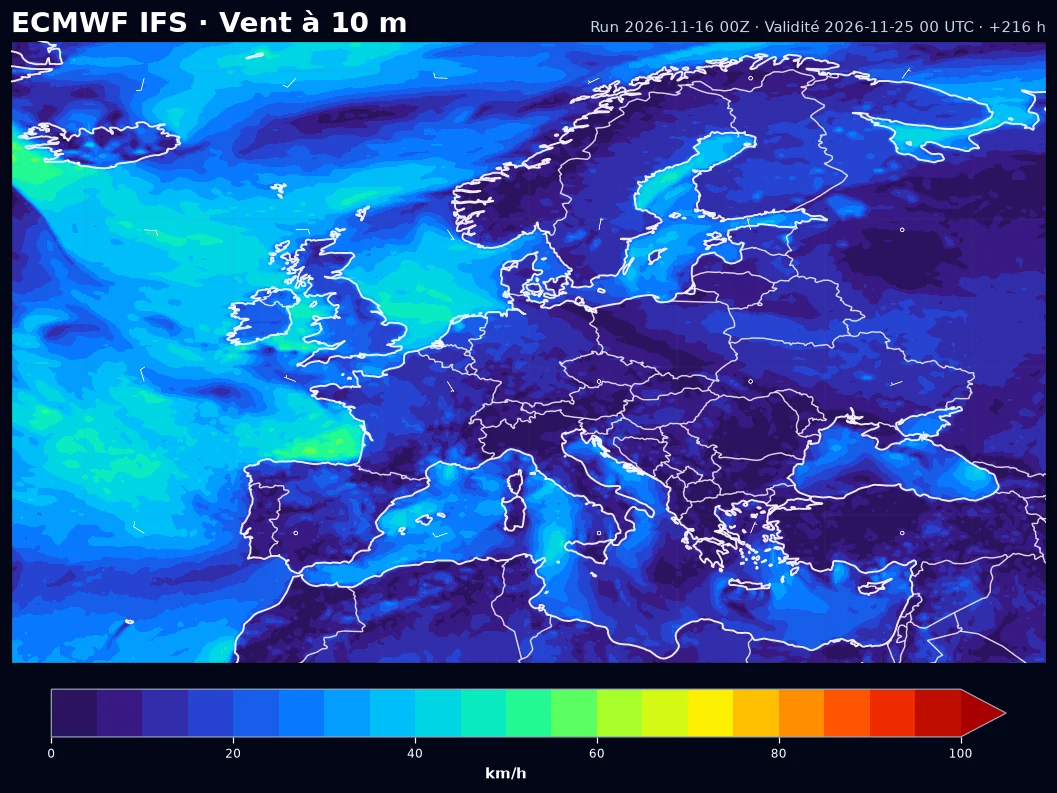 ECMWF IFS · Vent à 10 m
Run 2026-11-16 00Z · Validité 2026-11-25 00 UTC · +216 h
0 20 40 60 80 100
km/h